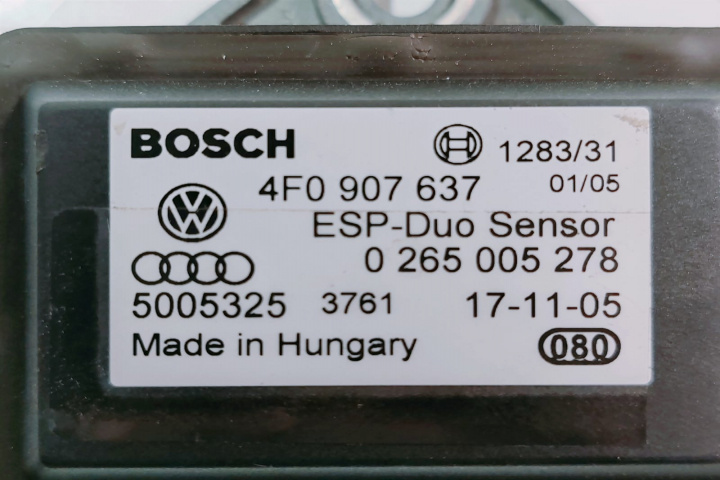 BOSCH 1283/31
4F0 907 637 01/05
ESP-Duo Sensor
0 265 005 278
5005325 3761 17-11-05
Made in Hungary 080